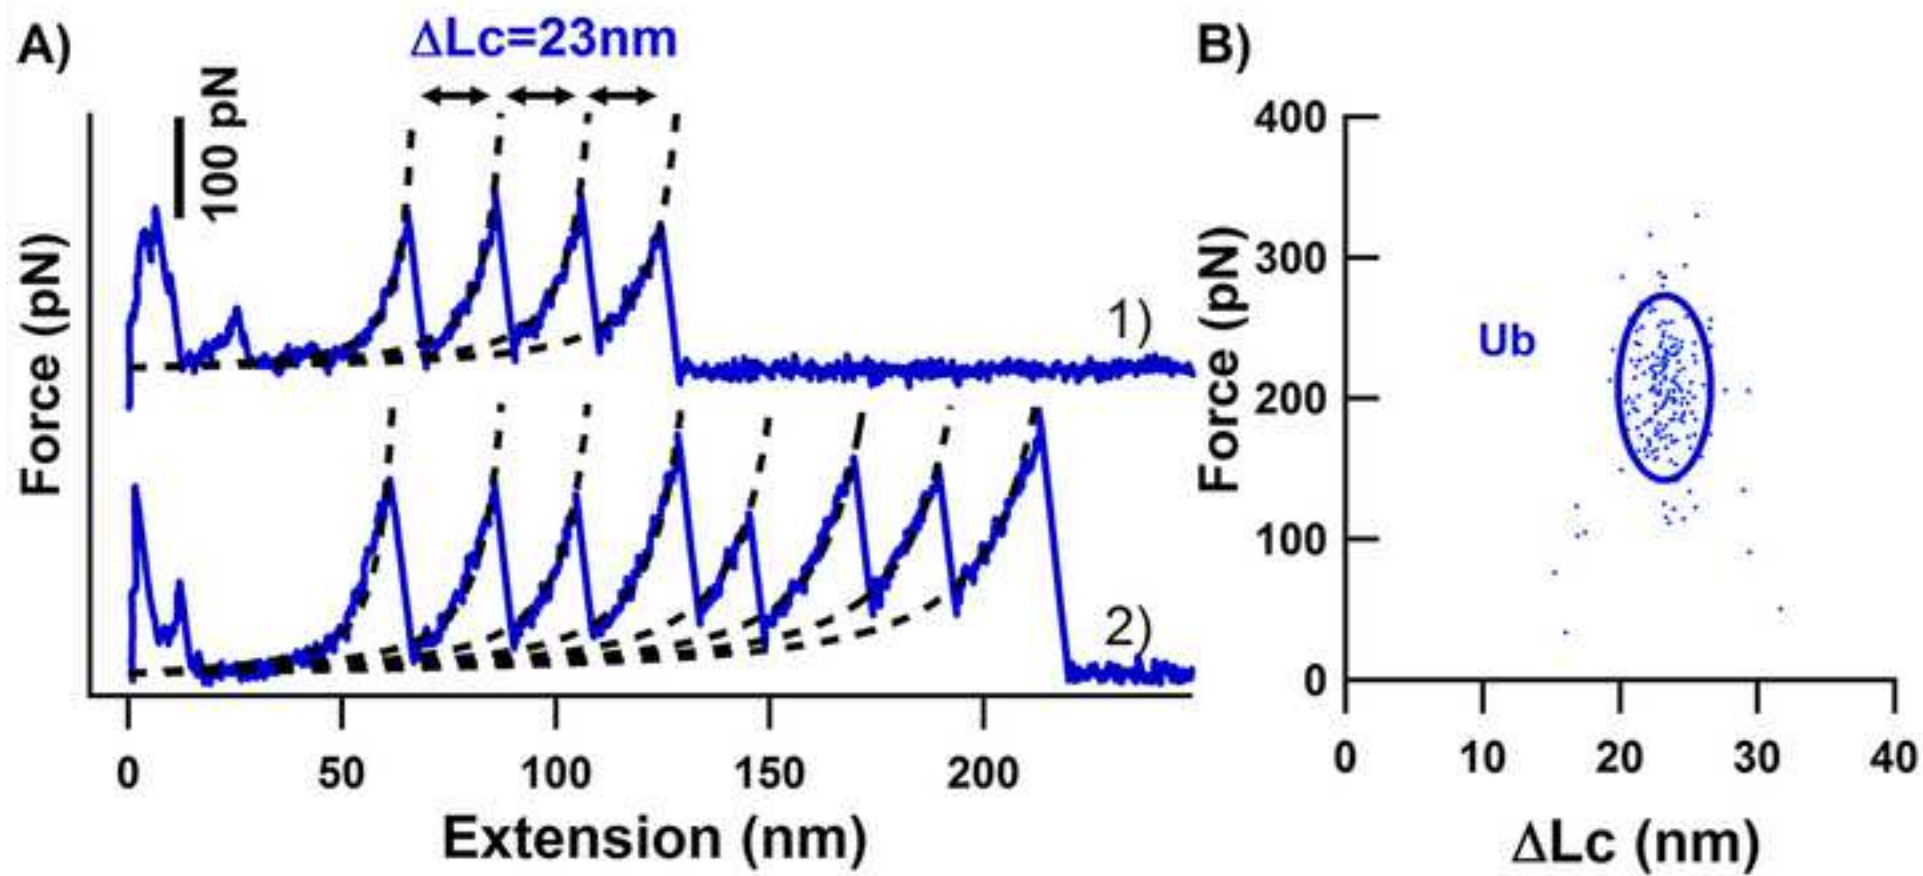 A)
ΔLc=23nm
100 pN
Force (pN)
1)
2)
0 50 100 150 200
Extension (nm)
B)
400
300
200
100
0
Force (pN)
Ub
0 10 20 30 40
ΔLc (nm)